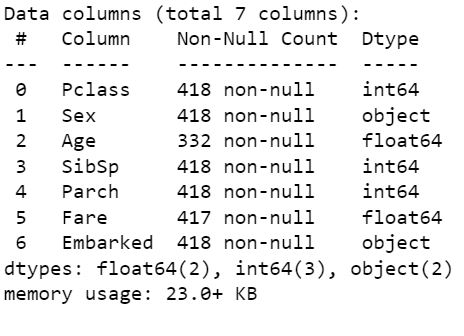 Data columns (total 7 columns):
 #   Column    Non-Null Count  Dtype
---  ------    --------------  -----
 0   Pclass    418 non-null    int64
 1   Sex       418 non-null    object
 2   Age       332 non-null    float64
 3   SibSp     418 non-null    int64
 4   Parch     418 non-null    int64
 5   Fare      417 non-null    float64
 6   Embarked  418 non-null    object
dtypes: float64(2), int64(3), object(2)
memory usage: 23.0+ KB